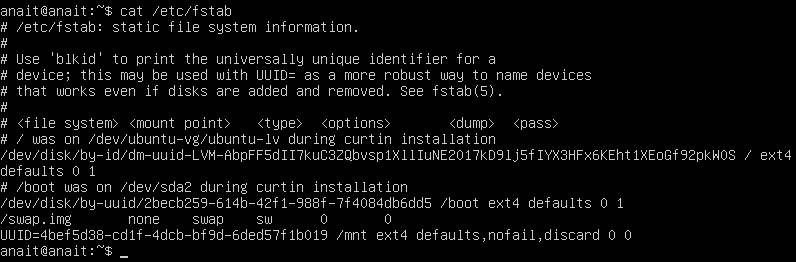 anait@anait:~$ cat /etc/fstab
# /etc/fstab: static file system information.
#
# Use 'blkid' to print the universally unique identifier for a
# device; this may be used with UUID= as a more robust way to name devices
# that works even if disks are added and removed. See fstab(5).
#
# <file system> <mount point>   <type>  <options>       <dump>  <pass>
# / was on /dev/ubuntu-vg/ubuntu-lv during curtin installation
/dev/disk/by-id/dm-uuid-LVM-AbpFF5dII7kuC3ZQbvsp1XllIuNE2017kD9lj5fIYX3HFx6KEht1XEoGf92pkW0S / ext4
defaults 0 1
# /boot was on /dev/sda2 during curtin installation
/dev/disk/by-uuid/2becb259-614b-42f1-988f-7f4084db6dd5 /boot ext4 defaults 0 1
/swap.img       none    swap    sw      0       0
UUID=4bef5d38-cd1f-4dcb-bf9d-6ded57f1b019 /mnt ext4 defaults,nofail,discard 0 0
anait@anait:~$ _